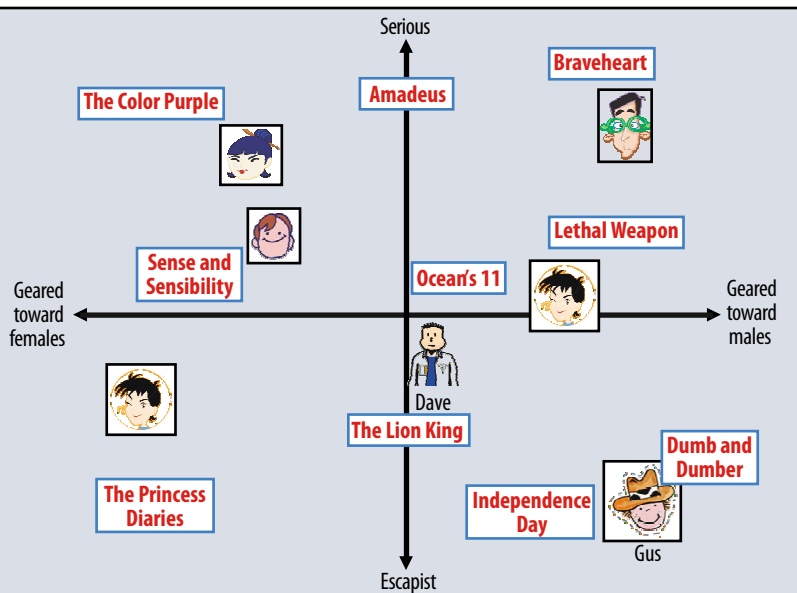 Serious
Braveheart
The Color Purple
Amadeus
Lethal Weapon
Sense and
Sensibility
Ocean's 11
Geared
toward
females
Geared
toward
males
Dave
The Lion King
Dumb and
Dumber
The Princess
Diaries
Independence
Day
Gus
Escapist